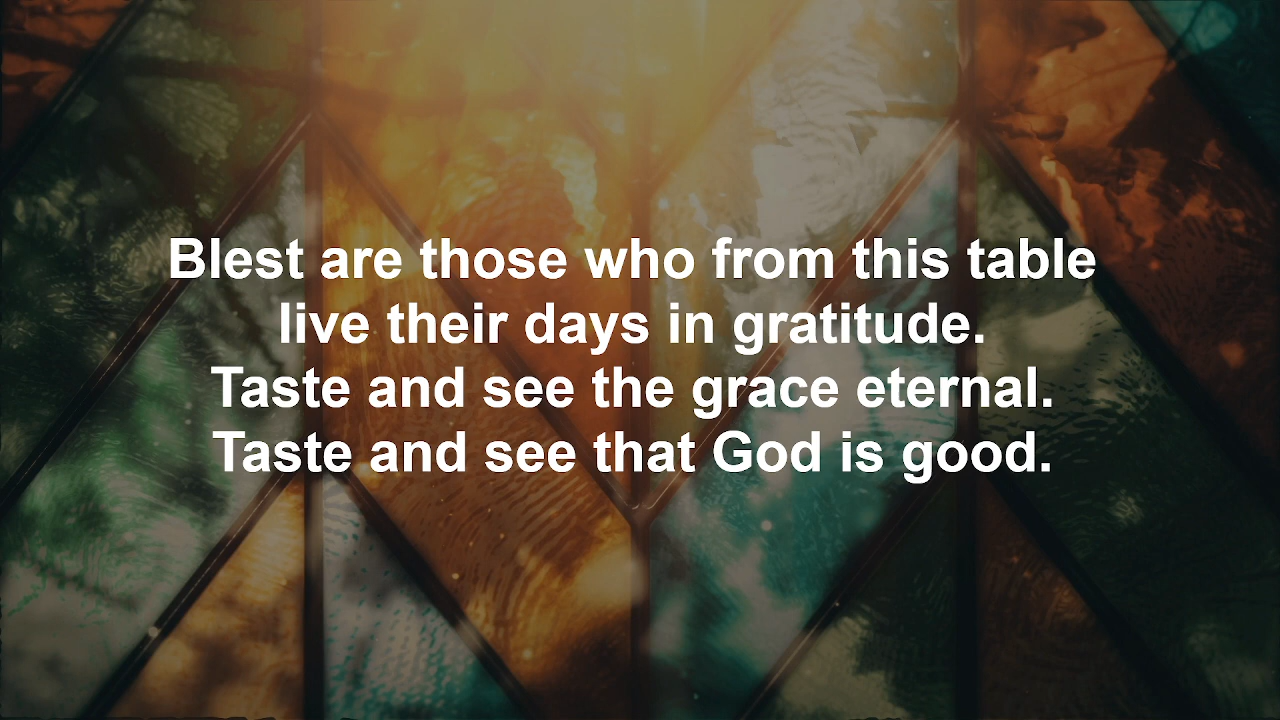 Blest are those who from this table
live their days in gratitude.
Taste and see the grace eternal.
Taste and see that God is good.